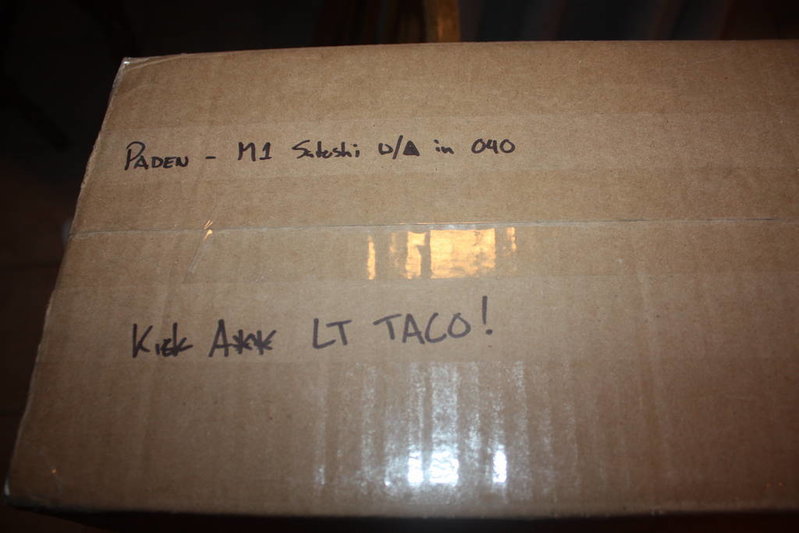 PADEN - M1 Satoshi w/▲ in 040
Kick A** LT TACO!